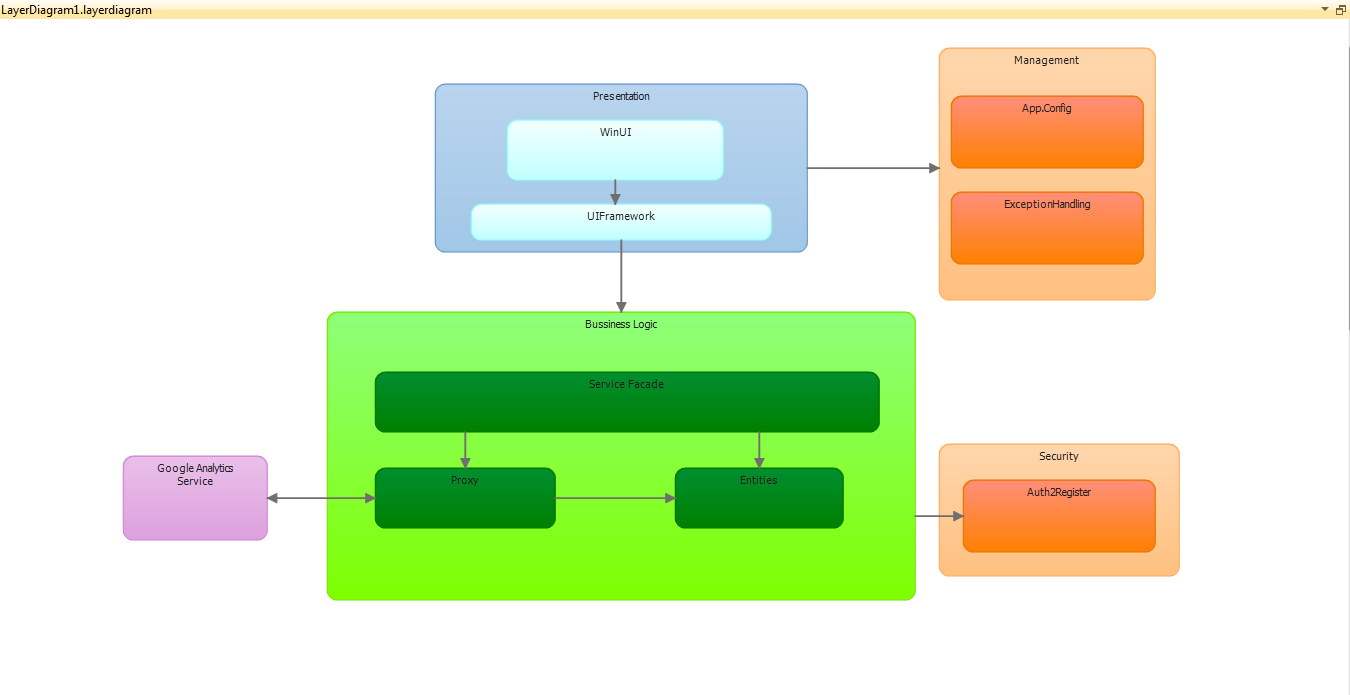 LayerDiagram1.layerdiagram
Management
Presentation
App.Config
WinUI
ExceptionHandling
UIFramework
Bussiness Logic
Service Facade
Google Analytics
Service
Proxy
Entities
Security
Auth2Register